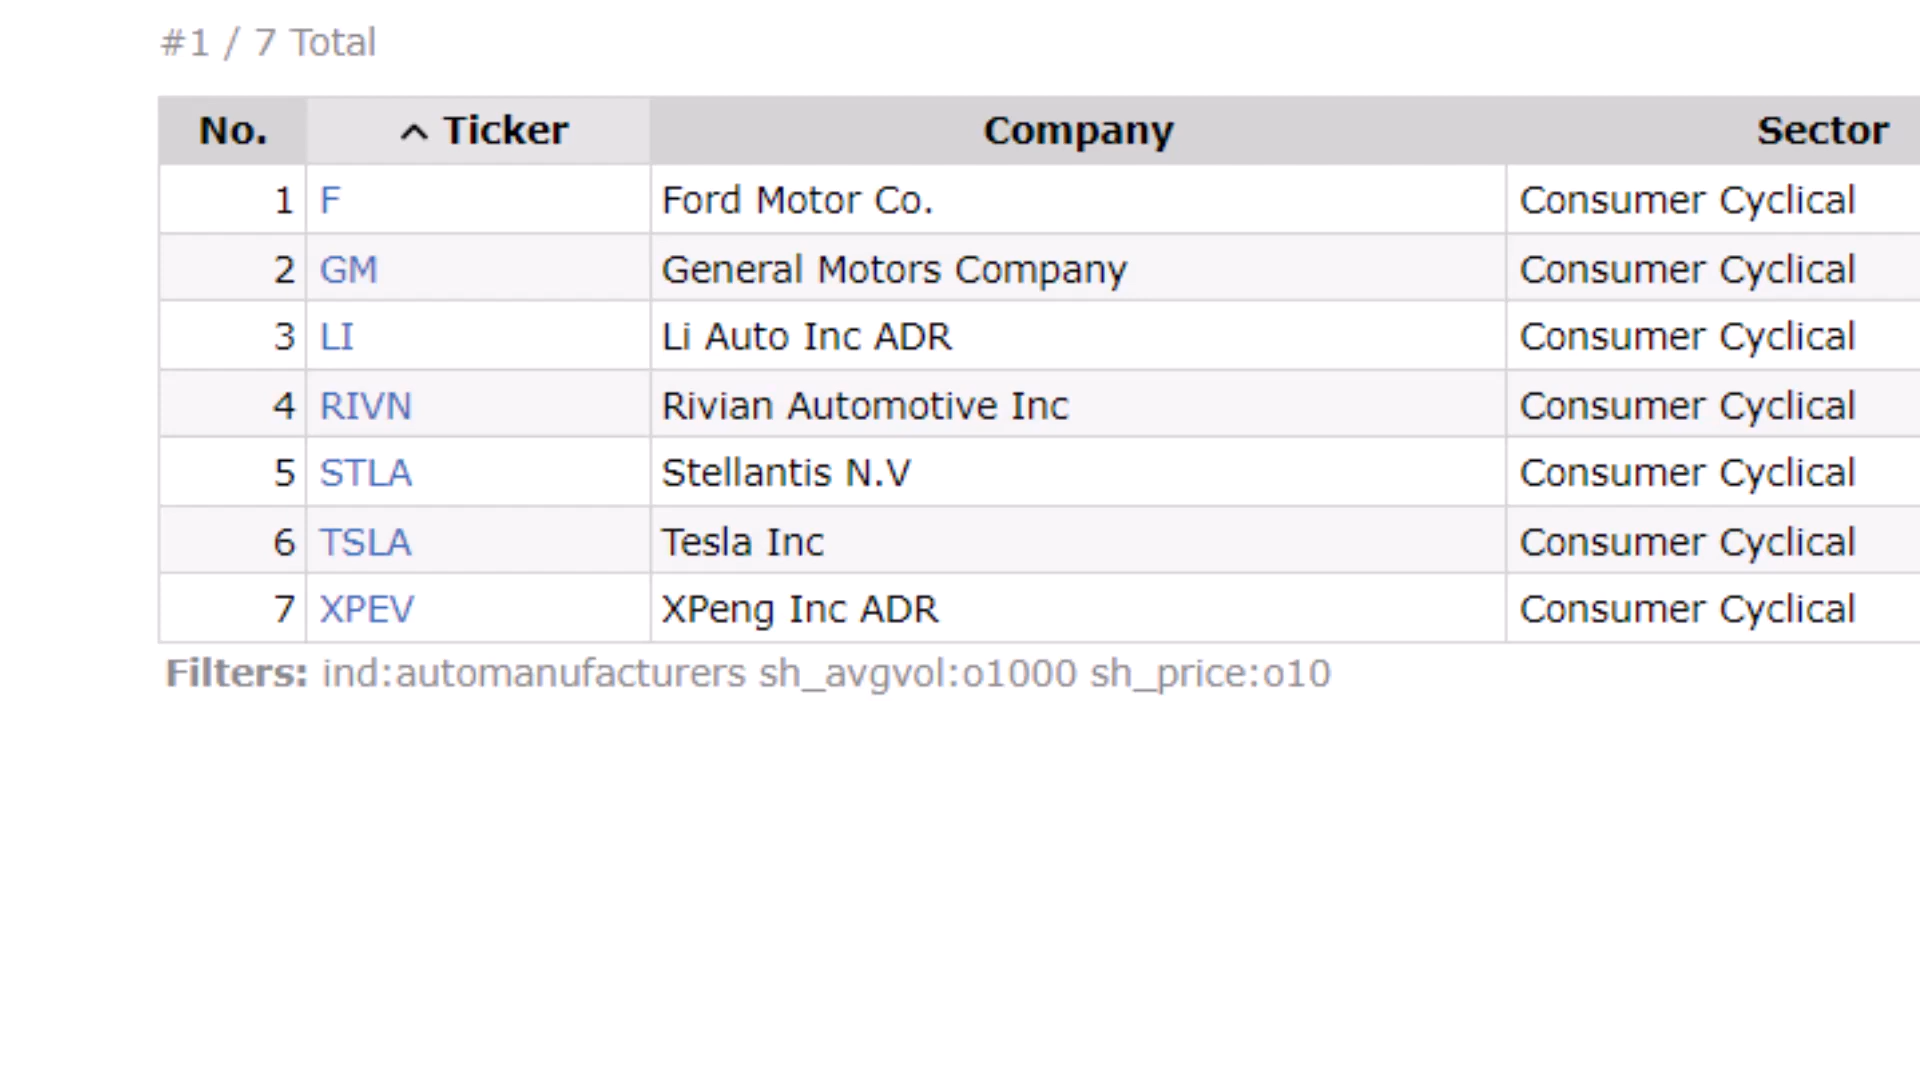 #1 / 7 Total
No. ^ Ticker Company Sector
1 F Ford Motor Co. Consumer Cyclical
2 GM General Motors Company Consumer Cyclical
3 LI Li Auto Inc ADR Consumer Cyclical
4 RIVN Rivian Automotive Inc Consumer Cyclical
5 STLA Stellantis N.V Consumer Cyclical
6 TSLA Tesla Inc Consumer Cyclical
7 XPEV XPeng Inc ADR Consumer Cyclical
Filters: ind:automanufacturers sh_avgvol:o1000 sh_price:o10